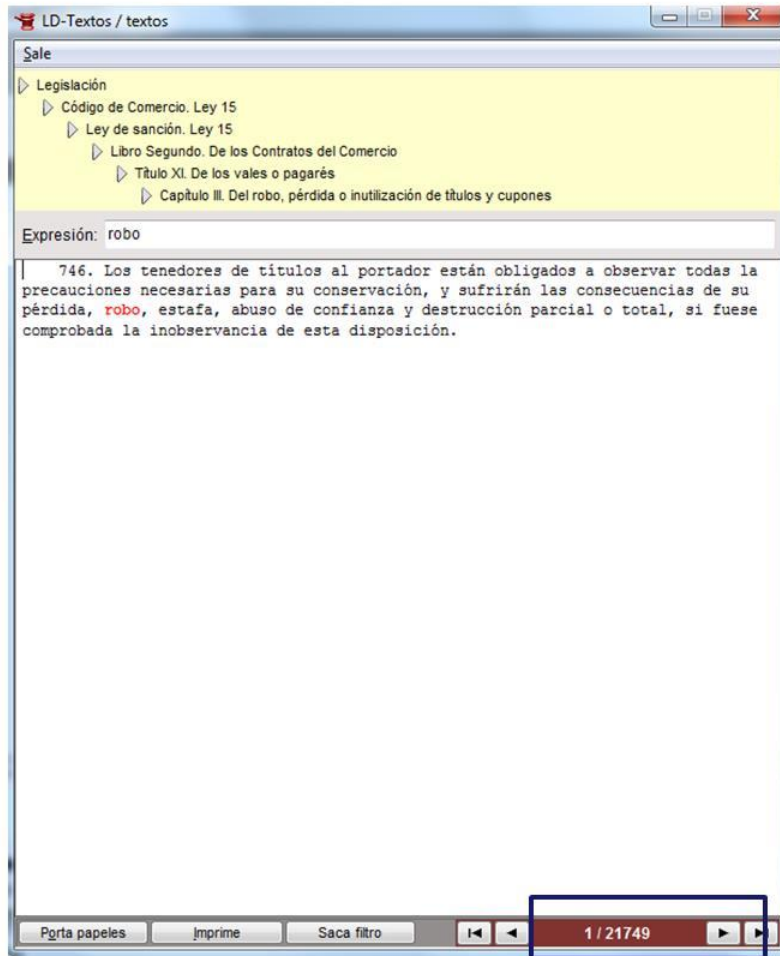 LD-Textos / textos
Sale
Legislación
Código de Comercio. Ley 15
Ley de sanción. Ley 15
Libro Segundo. De los Contratos del Comercio
Título XI. De los vales o pagarés
Capítulo III. Del robo, pérdida o inutilización de títulos y cupones
Expresión: robo
746. Los tenedores de títulos al portador están obligados a observar todas la
precauciones necesarias para su conservación, y sufrirán las consecuencias de su
pérdida, robo, estafa, abuso de confianza y destrucción parcial o total, si fuese
comprobada la inobservancia de esta disposición.
Porta papeles Imprime Saca filtro 1 / 21749